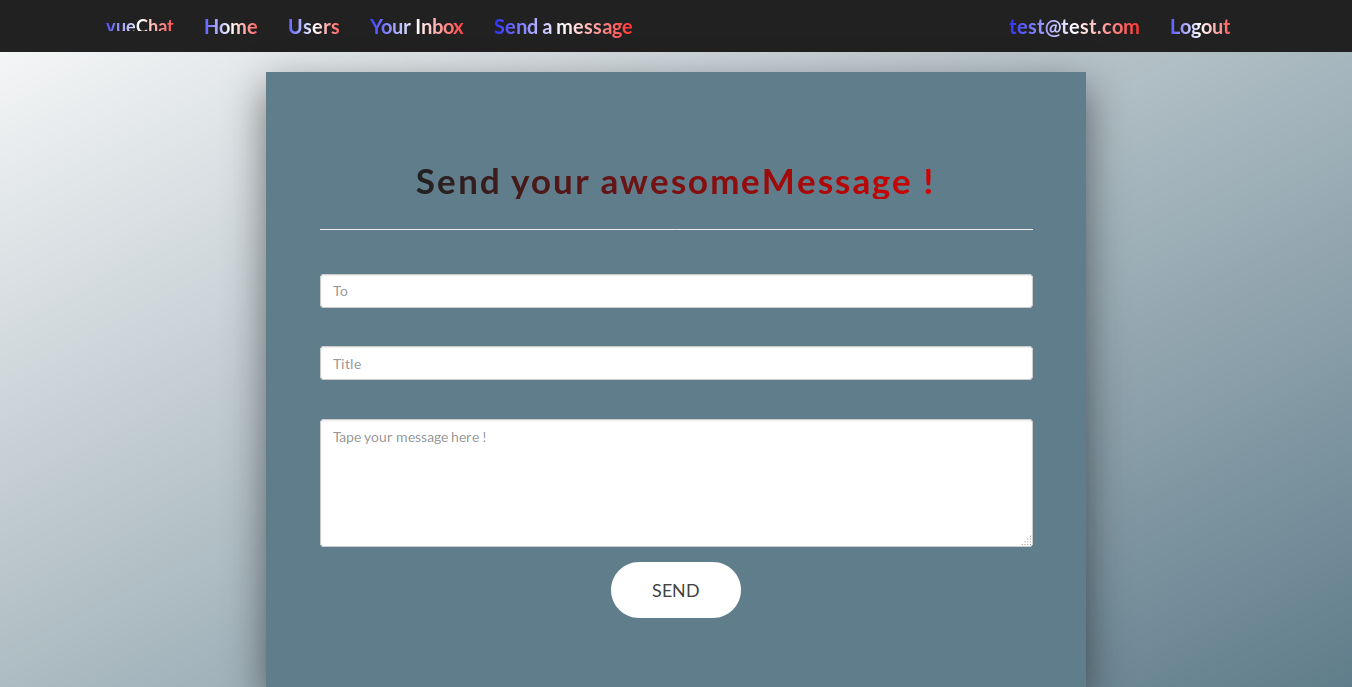 vueChat Home Users Your Inbox Send a message test@test.com Logout
Send your awesomeMessage !
To
Title
Tape your message here !
SEND